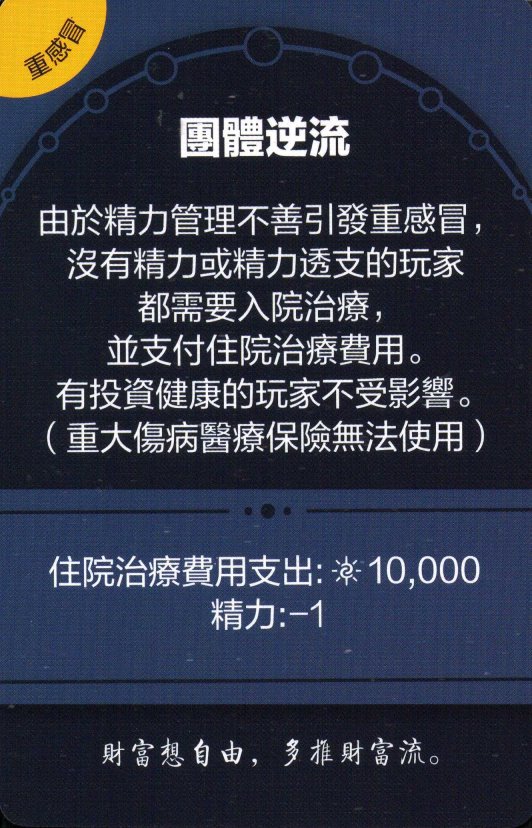 重感冒
團體逆流
由於精力管理不善引發重感冒，
沒有精力或精力透支的玩家
都需要入院治療，
並支付住院治療費用。
有投資健康的玩家不受影響。
（重大傷病醫療保險無法使用）
住院治療費用支出: 10,000
精力:−1
財富想自由，多推財富流。